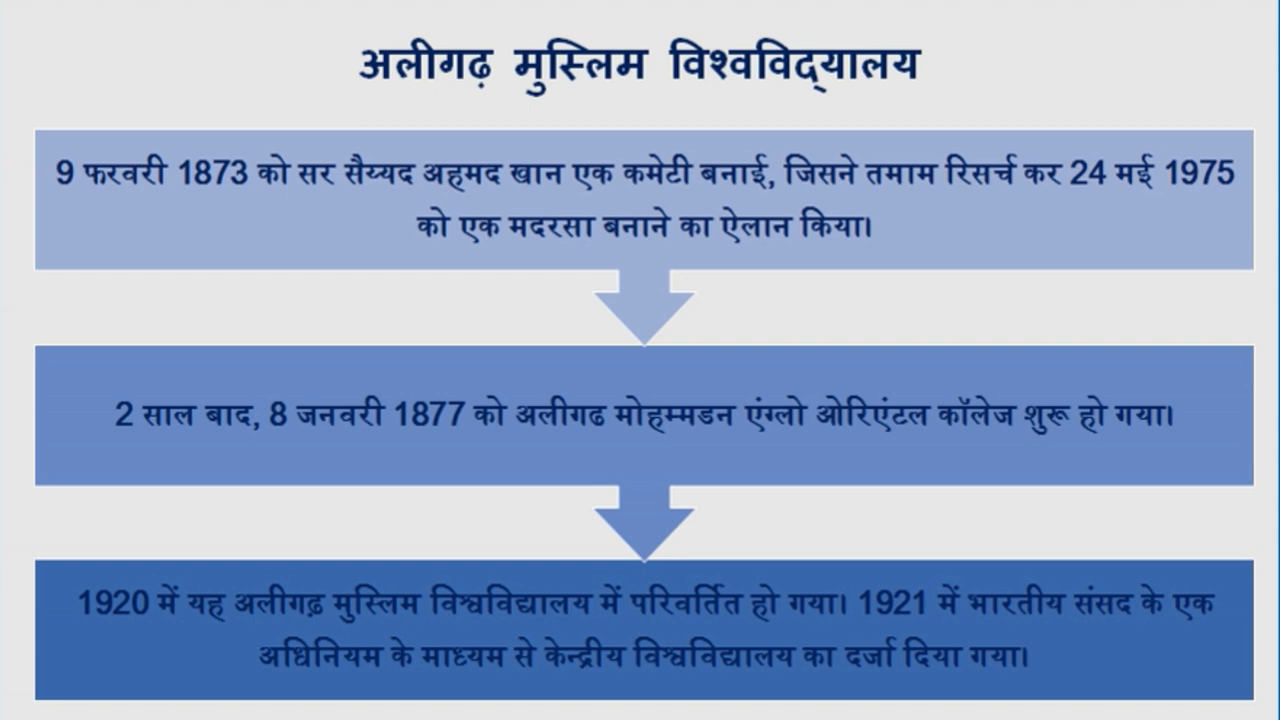 अलीगढ़ मुस्लिम विश्वविद्यालय
9 फरवरी 1873 को सर सैय्यद अहमद खान एक कमेटी बनाई, जिसने तमाम रिसर्च कर 24 मई 1975
को एक मदरसा बनाने का ऐलान किया।
2 साल बाद, 8 जनवरी 1877 को अलीगढ मोहम्मडन एंग्लो ओरिएंटल कॉलेज शुरू हो गया।
1920 में यह अलीगढ़ मुस्लिम विश्वविद्यालय में परिवर्तित हो गया। 1921 में भारतीय संसद के एक
अधिनियम के माध्यम से केन्द्रीय विश्वविद्यालय का दर्जा दिया गया।